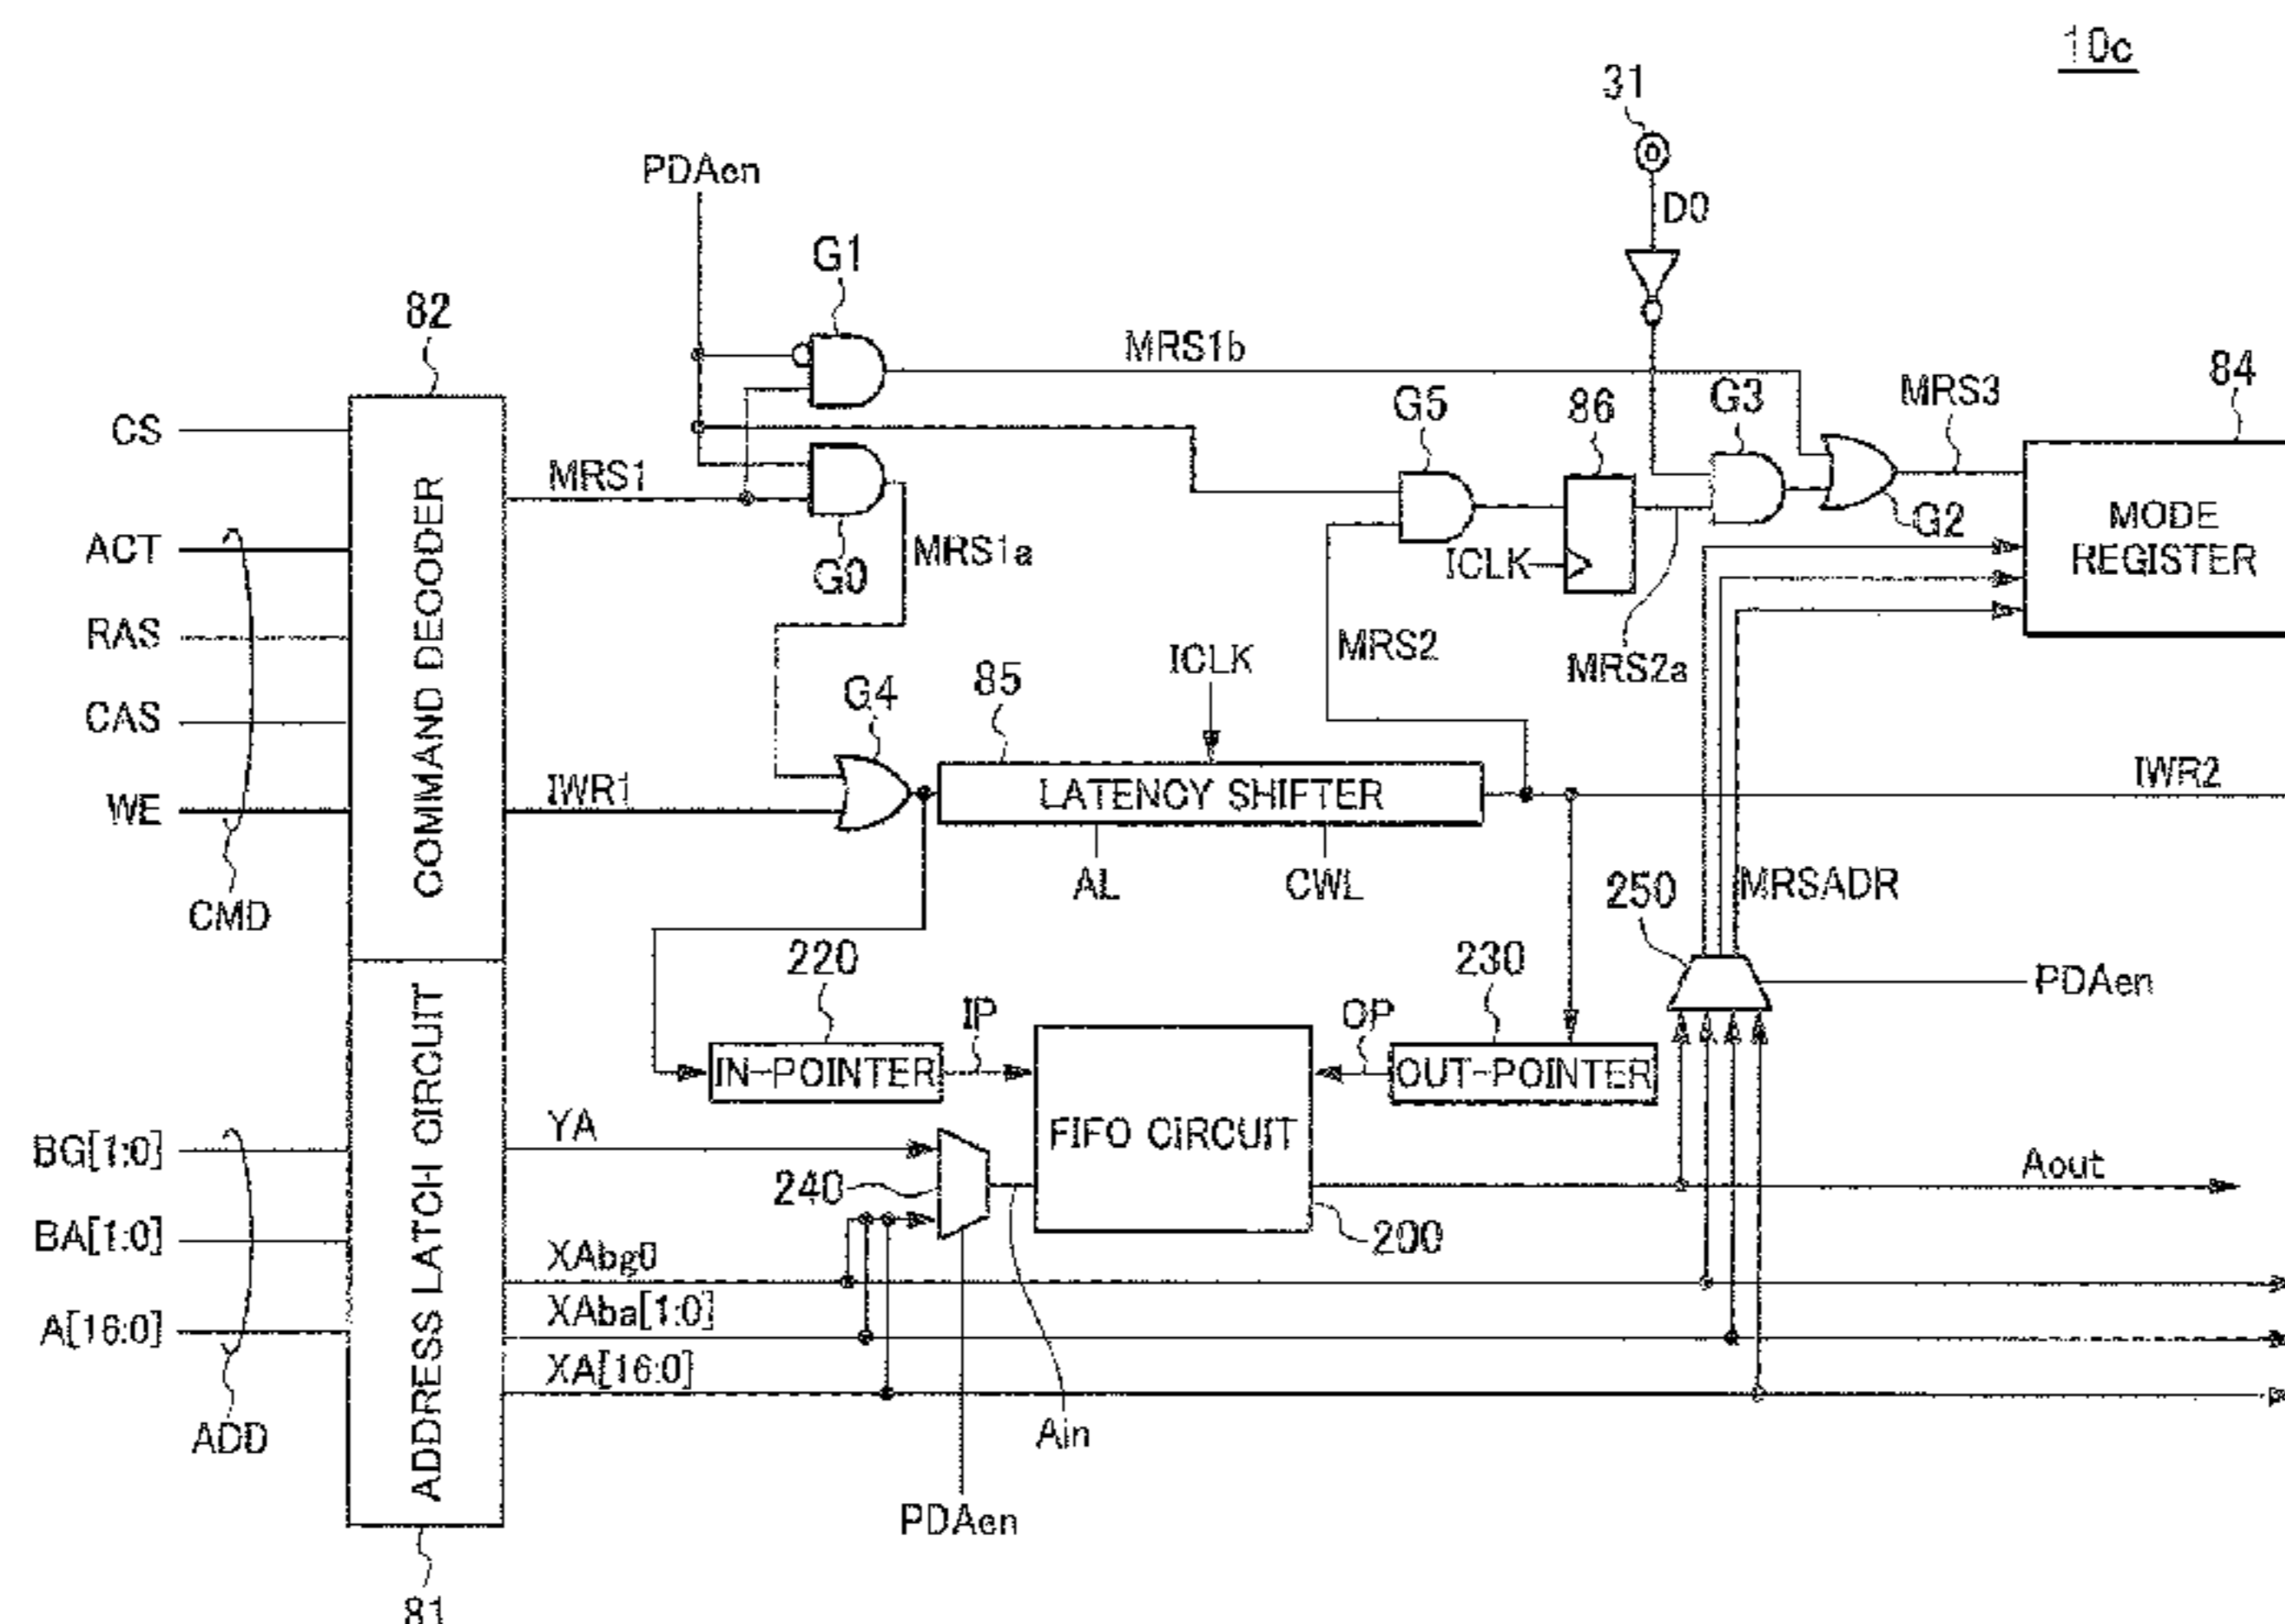 10c
31
PDAen
D0
G1
82
MRS1b
84
CS
G5
86
G3
MRS3
MRS1
ACT
G2
MODE
REGISTER
MRS1a
ICLK
G0
RAS
COMMAND DECODER
ICLK
MRS2
MRS2a
85
G4
CAS
IWR1
LATENCY SHIFTER
IWR2
WE
AL
CWL
250
MRSADR
CMD
220
230
PDAen
IP
OP
IN-POINTER
OUT-POINTER
ADDRESS LATCH CIRCUIT
YA
FIFO CIRCUIT
BG[1:0]
Aout
240
200
BA[1:0]
XAbg0
XAba[1:0]
A[16:0]
XA[16:0]
ADD
Ain
PDAen
81